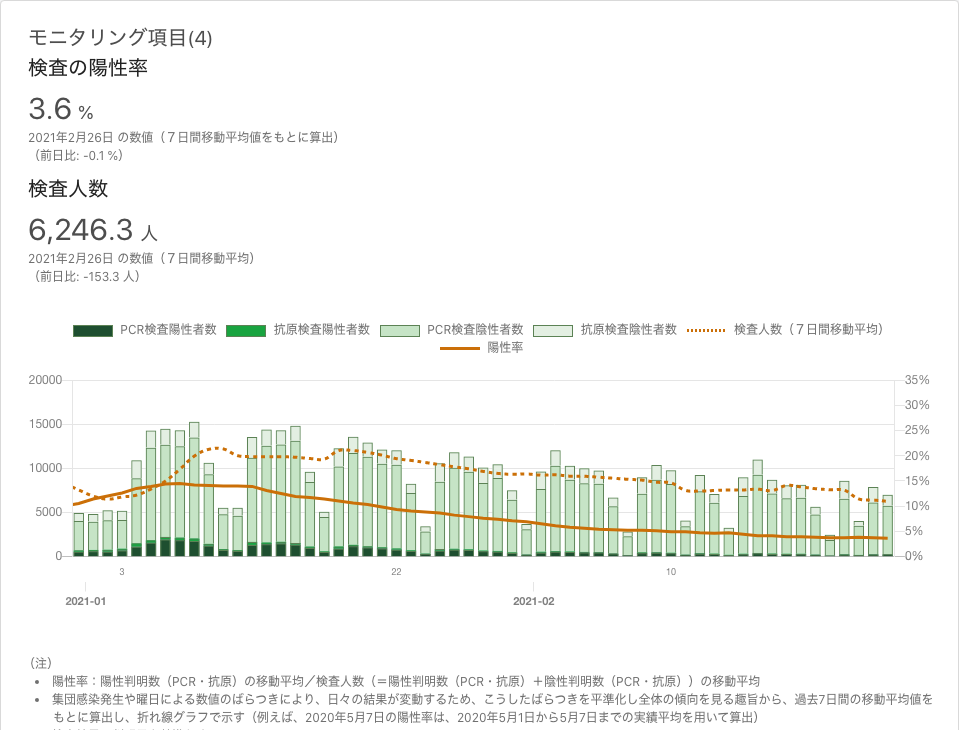 モニタリング項目(4)
検査の陽性率
3.6 %
2021年2月26日 の数値（７日間移動平均値をもとに算出）
（前日比: -0.1 %）
検査人数
6,246.3 人
2021年2月26日 の数値（７日間移動平均）
（前日比: -153.3 人）
PCR検査陽性者数 抗原検査陽性者数 PCR検査陰性者数 抗原検査陰性者数 検査人数（７日間移動平均）
陽性率
20000 35%
30%
15000 25%
20%
10000 15%
5000 10%
5%
0 0%
3 22 10
2021-01 2021-02
（注）
陽性率：陽性判明数（PCR・抗原）の移動平均／検査人数（＝陽性判明数（PCR・抗原）＋陰性判明数（PCR・抗原））の移動平均
集団感染発生や曜日による数値のばらつきにより、日々の結果が変動するため、こうしたばらつきを平準化し全体の傾向を見る趣旨から、過去7日間の移動平均値を
もとに算出し、折れ線グラフで示す（例えば、2020年5月7日の陽性率は、2020年5月1日から5月7日までの実績平均を用いて算出）